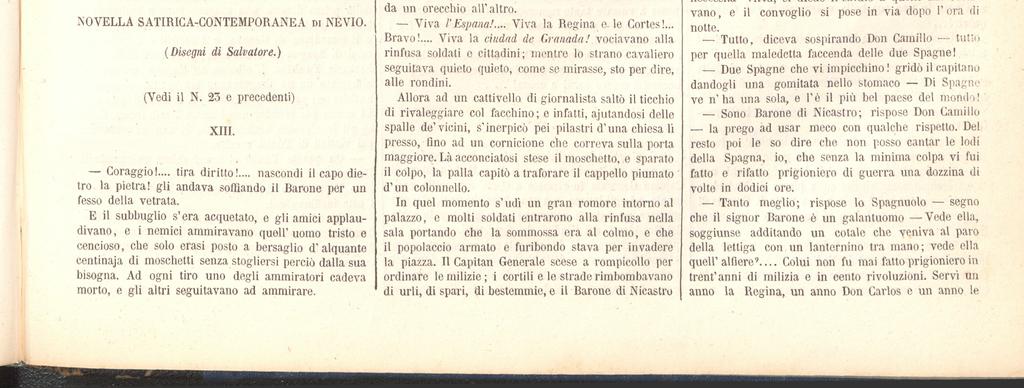 NOVELLA SATIRICA-CONTEMPORANEA DI NEVIO.
(Disegni di Salvatore.)
(Vedi il N. 23 e precedenti)
XIII.
— Coraggio!.... tira diritto!.... nascondi il capo die-
tro la pietra! gli andava soffiando il Barone per un
fesso della vetrata.
E il subbuglio s'era acquetato, e gli amici applau-
divano, e i nemici ammiravano quell' uomo tristo e
cencioso, che solo erasi posto a bersaglio d'alquante
centinaja di moschetti senza stogliersi perciò dalla sua
bisogna. Ad ogni tiro uno degli ammiratori cadeva
morto, e gli altri seguitavano ad ammirare.
da un orecchio all'altro.
— Viva l'Espana!.... Viva la Regina e le Cortes!...
Bravo!.... Viva la ciudad de Granada! vociavano alla
rinfusa soldati e cittadini; mentre lo strano cavaliero
seguitava quieto quieto, come se mirasse, sto per dire,
alle rondini.
Allora ad un cattivello di giornalista saltò il ticchio
di rivaleggiare col facchino; e infatti, ajutandosi delle
spalle de' vicini, s'inerpicò pei pilastri d'una chiesa lì
presso, fino ad un cornicione che correva sulla porta
maggiore. Là acconciatosi stese il moschetto, e sparato
il colpo, la palla capitò a traforare il cappello piumato
d'un colonnello.
In quel momento s'udì un gran romore intorno al
palazzo, e molti soldati entrarono alla rinfusa nella
sala portando che la sommossa era al colmo, e che
il popolaccio armato e furibondo stava per invadere
la piazza. Il Capitan Generale scese a rompicollo per
ordinare le milizie; i cortili e le strade rimbombavano
di urli, di spari, di bestemmie, e il Barone di Nicastro
vano, e il convoglio si pose in via dopo l'ora di
notte.
— Tutto, diceva sospirando Don Camillo — tutto
per quella maledetta faccenda delle due Spagne!
— Due Spagne che vi impicchino! gridò il capitano
dandogli una gomitata nello stomaco — Di Spagne
ve n'ha una sola, e l'è il più bel paese del mondo!
— Sono Barone di Nicastro; rispose Don Camillo
— la prego ad usar meco con qualche rispetto. Del
resto poi le so dire che non posso cantar le lodi
della Spagna, io, che senza la minima colpa vi fui
fatto e rifatto prigioniero di guerra una dozzina di
volte in dodici ore.
— Tanto meglio; rispose lo Spagnuolo — segno
che il signor Barone è un galantuomo — Vede ella,
soggiunse additando un cotale che veniva al paro
della lettiga con un lanternino tra mano; vede ella
quell' alfiere?.... Colui non fu mai fatto prigioniero in
trent'anni di milizia e in cento rivoluzioni. Servì un
anno la Regina, un anno Don Carlos e un anno le